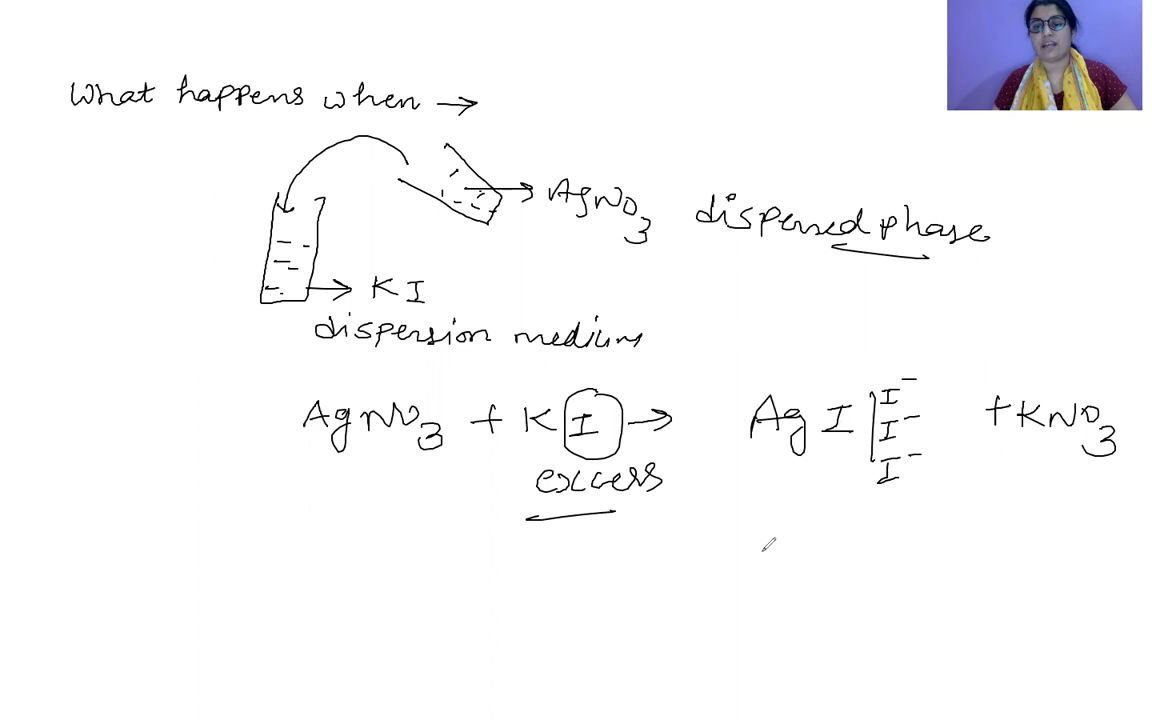 What happens when →
→ AgNO3 dispersed phase
→ KI
dispersion medium
AgNO3 + KI → AgI | I⁻ I⁻ I⁻ + KNO3
excess